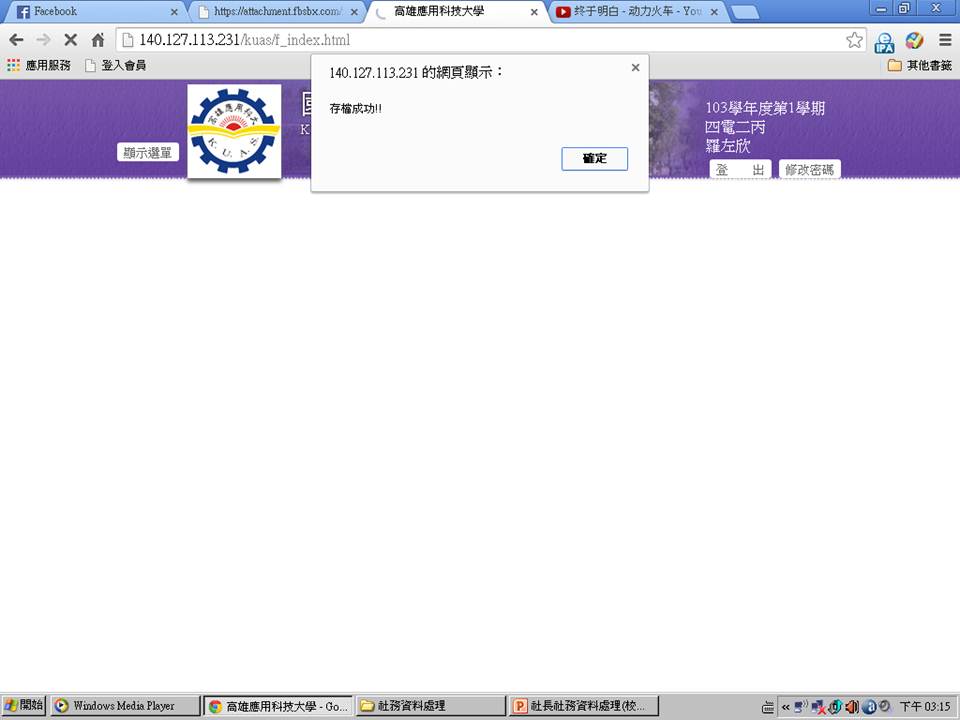 Facebook
https://attachment.fbsbx.com/
高雄應用科技大學
终于明白 - 动力火车 - You
140.127.113.231/kuas/f_index.html
應用服務
登入會員
其他書籤
140.127.113.231 的網頁顯示：
存檔成功!!
確定
國
K
顯示選單
高雄應用科大
K. U. A. S.
103學年度第1學期
四電二丙
羅左欣
登 出
修改密碼
開始
Windows Media Player
高雄應用科技大學 - Go...
社務資料處理
社長社務資料處理(校...
下午 03:15